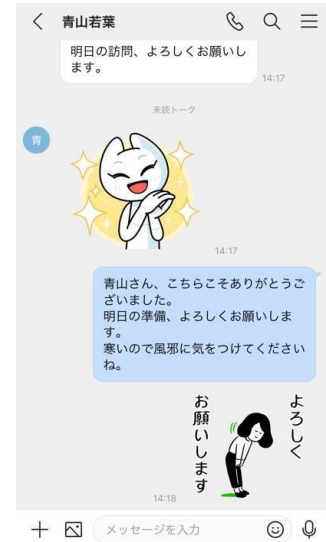 青山若葉
明日の訪問、よろしくお願いし
ます。
14:17
未読トーク
青
14:17
青山さん、こちらこそありがとうご
ざいました。
明日の準備、よろしくお願いしま
す。
寒いので風邪に気をつけてください
ね。
よろしく
お願いします
14:18
メッセージを入力